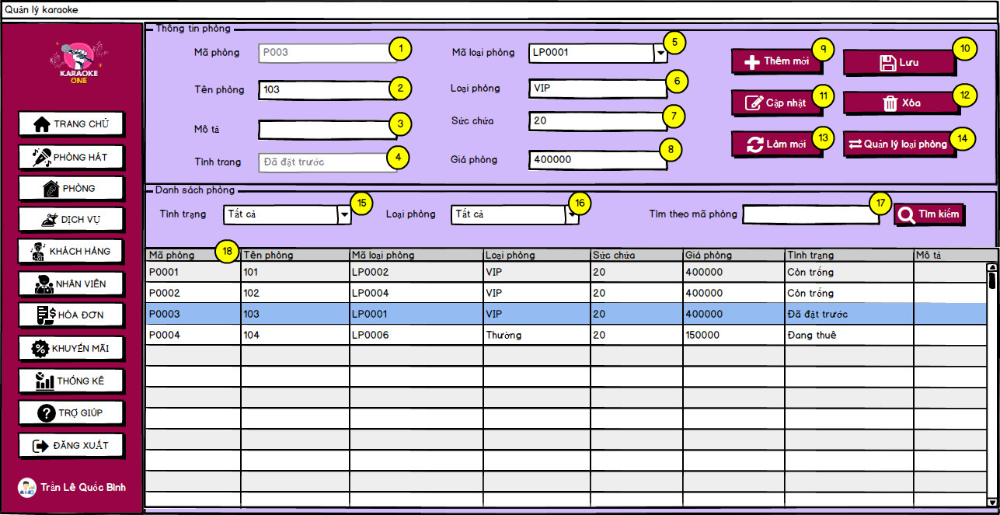 Quản lý karaoke
KARAOKE
ONE
TRANG CHỦ
PHÒNG HÁT
PHÒNG
DỊCH VỤ
KHÁCH HÀNG
NHÂN VIÊN
$ HÓA ĐƠN
% KHUYẾN MÃI
THỐNG KÊ
? TRỢ GIÚP
ĐĂNG XUẤT
Trần Lê Quốc Bình
Thông tin phòng
Mã phòng P003 1 Mã loại phòng LP0001 5
Tên phòng 103 2 Loại phòng VIP 6
Mô tả 3 Sức chứa 20 7
Tình trang Đã đặt trước 4 Giá phòng 400000 8
Thêm mới 9 Lưu 10
Cập nhật 11 Xóa 12
Làm mới 13 Quản lý loại phòng 14
Danh sách phòng
Tình trạng Tất cả 15 Loại phòng Tất cả 16 Tìm theo mã phòng 17 Tìm kiếm
Mã phòng 18 Tên phòng Mã loại phòng Loại phòng Sức chứa Giá phòng Tình trạng Mô tả
P0001 101 LP0002 VIP 20 400000 Còn trống
P0002 102 LP0004 VIP 20 400000 Còn trống
P0003 103 LP0001 VIP 20 400000 Đã đặt trước
P0004 104 LP0006 Thường 20 150000 Đang thuê